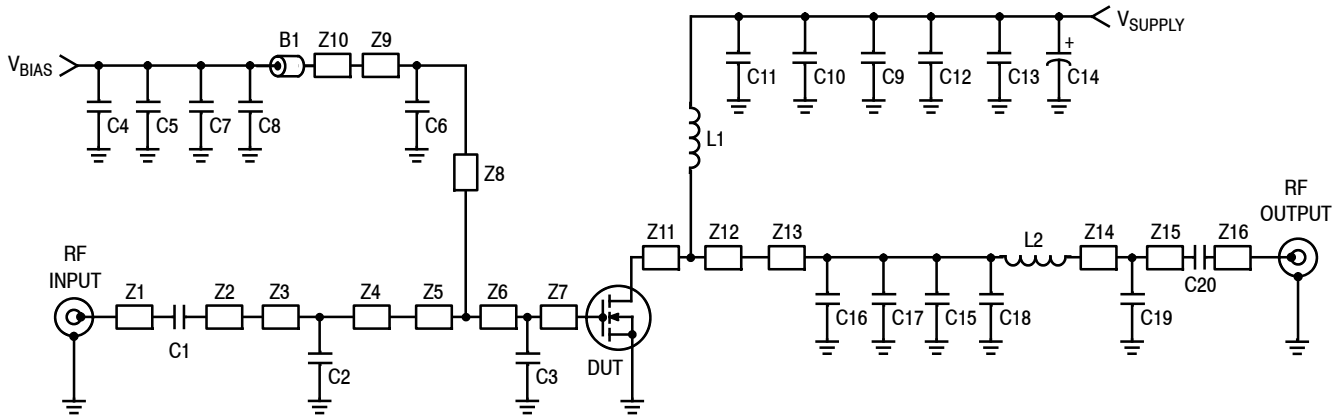 V_SUPPLY
C11 C10 C9 C12 C13 + C14
B1 Z10 Z9
V_BIAS
C4 C5 C7 C8 C6
L1
Z8
RF INPUT
Z1 C1 Z2 Z3 Z4 Z5 Z6 Z7
C2 C3
DUT
Z11 Z12 Z13 L2 Z14 Z15 Z16
C16 C17 C15 C18 C19 C20
RF OUTPUT